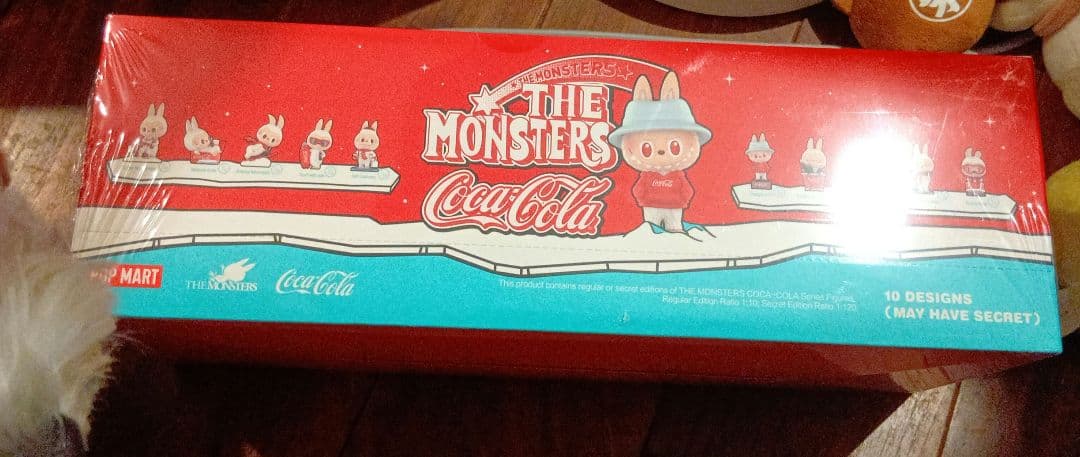 THE MONSTERS
THE
MONSTERS
Coca-Cola
Coca-Cola
POP MART
THE MONSTERS
Coca-Cola
This product contains regular or secret editions of THE MONSTERS COCA-COLA Series Figures.
Regular Edition Ratio 1:10; Secret Edition Ratio 1:120.
10 DESIGNS
(MAY HAVE SECRET)